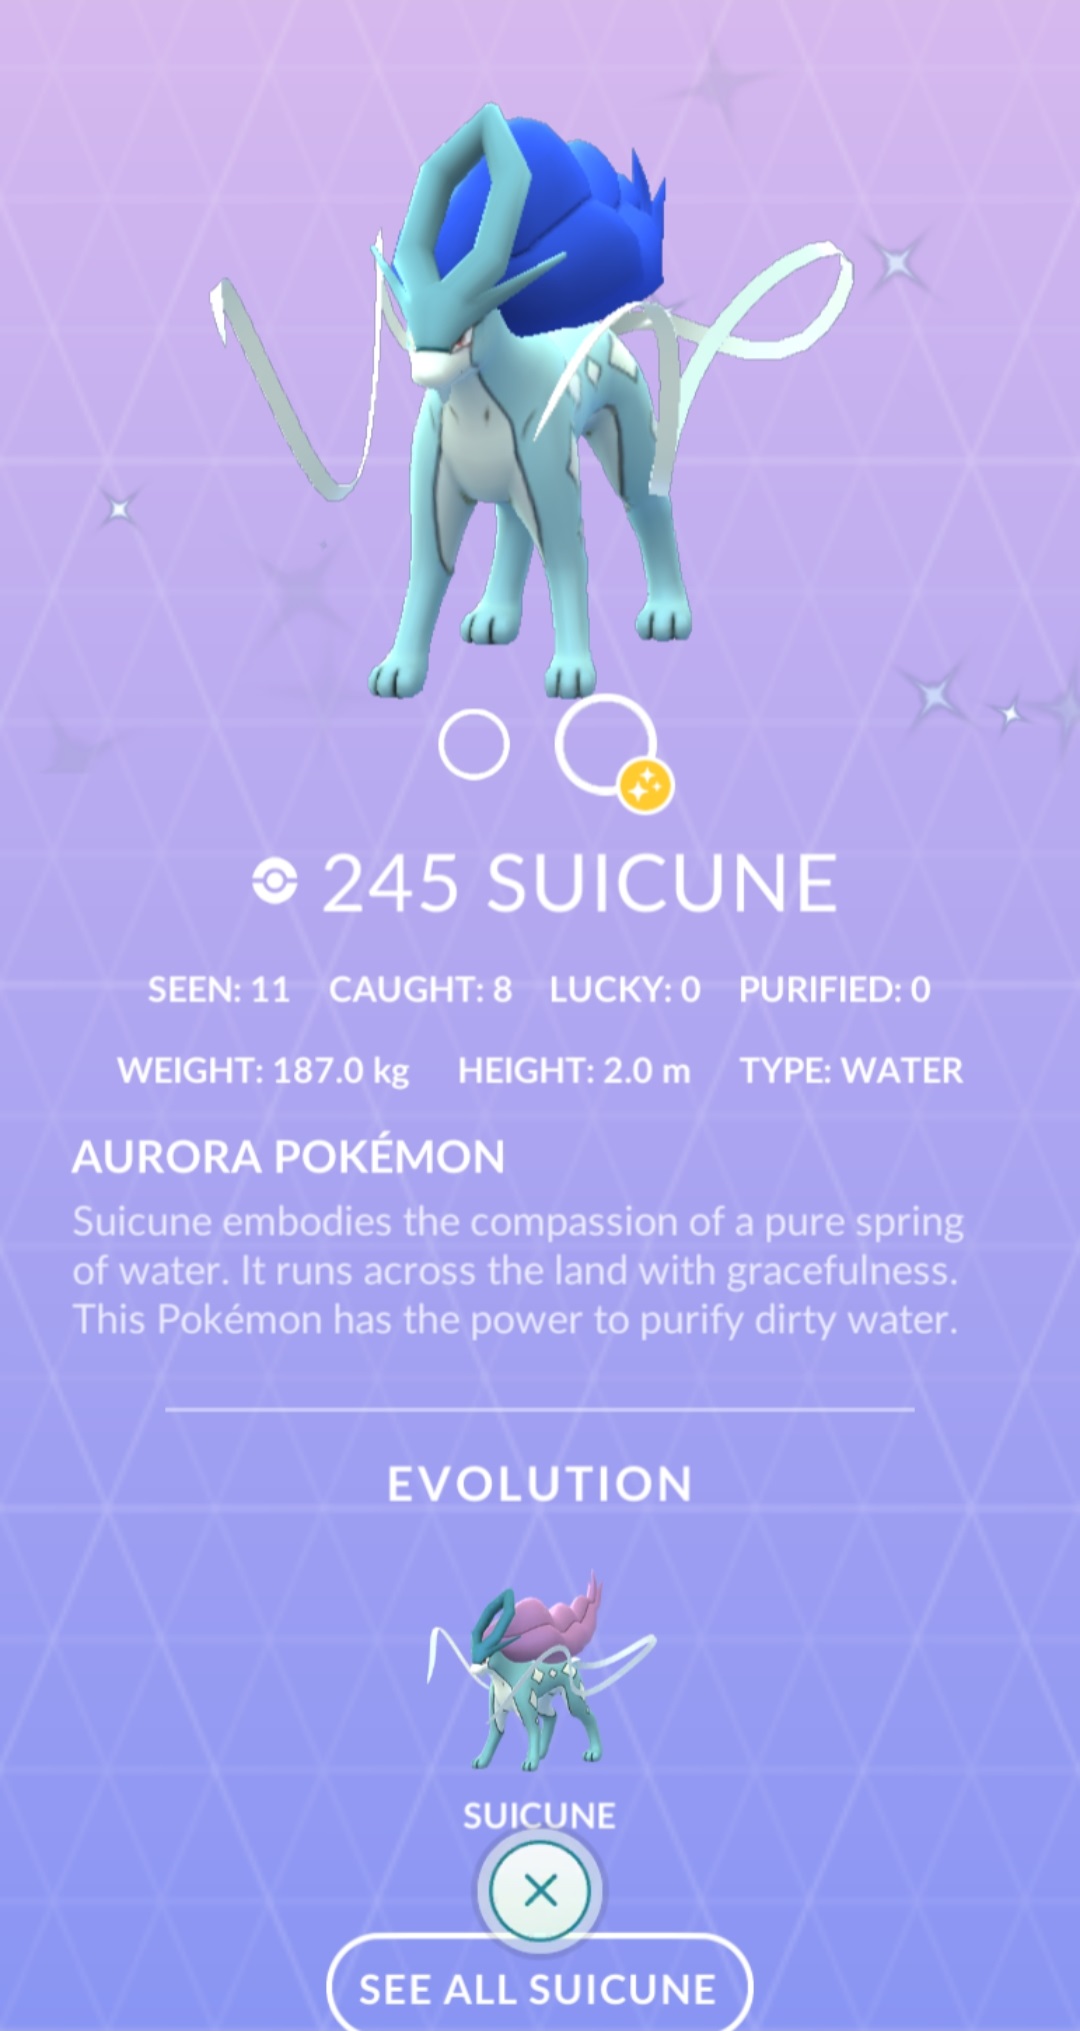 245 SUICUNE
SEEN: 11 CAUGHT: 8 LUCKY: 0 PURIFIED: 0
WEIGHT: 187.0 kg HEIGHT: 2.0 m TYPE: WATER
AURORA POKÉMON
Suicune embodies the compassion of a pure spring
of water. It runs across the land with gracefulness.
This Pokémon has the power to purify dirty water.
EVOLUTION
SUICUNE
SEE ALL SUICUNE